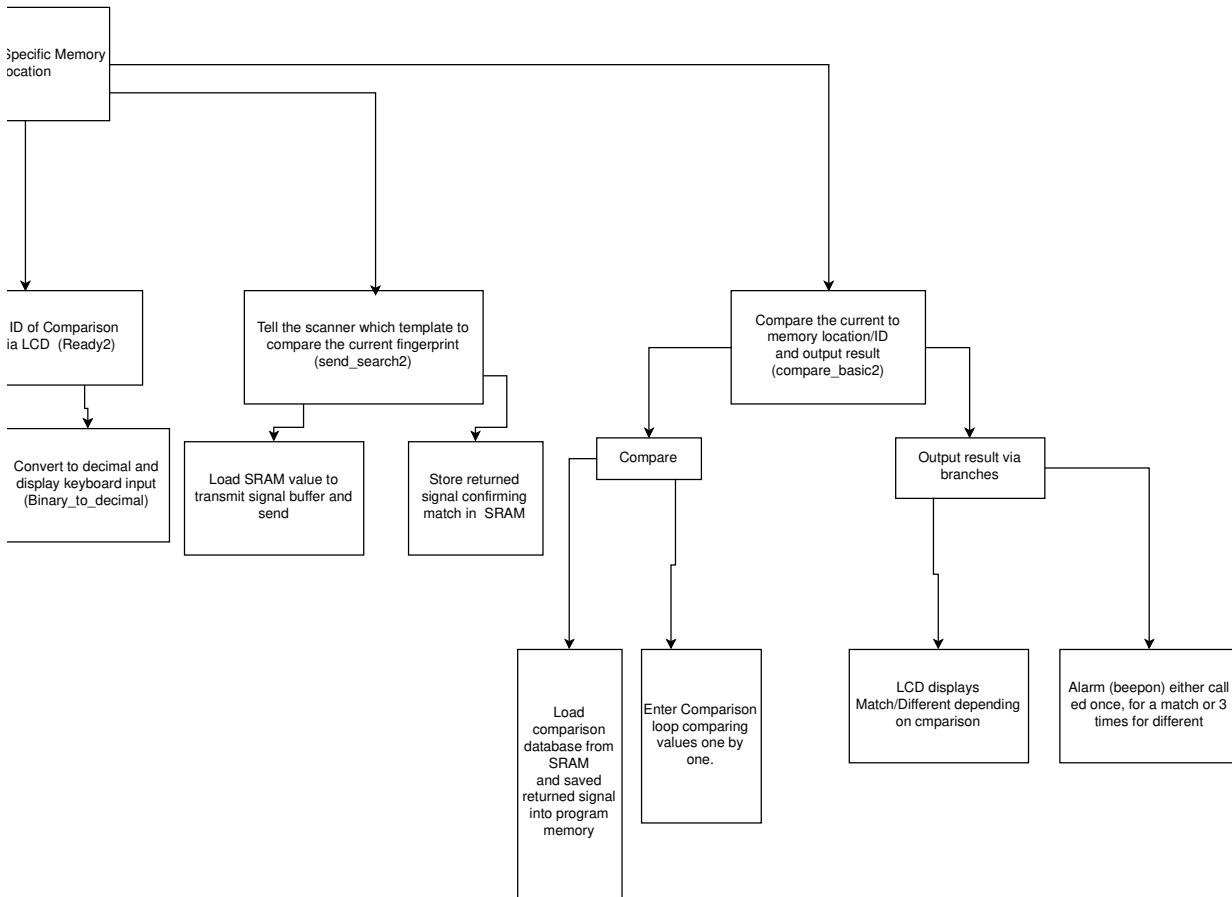 Specific Memory
ocation
ID of Comparison
ia LCD (Ready2)
Tell the scanner which template to
compare the current fingerprint
(send_search2)
Compare the current to
memory location/ID
and output result
(compare_basic2)
Convert to decimal and
display keyboard input
(Binary_to_decimal)
Load SRAM value to
transmit signal buffer and
send
Store returned
signal confirming
match in SRAM
Compare
Output result via
branches
Load
comparison
database from
SRAM
and saved
returned signal
into program
memory
Enter Comparison
loop comparing
values one by
one.
LCD displays
Match/Different depending
on cmparison
Alarm (beepon) either call
ed once, for a match or 3
times for different